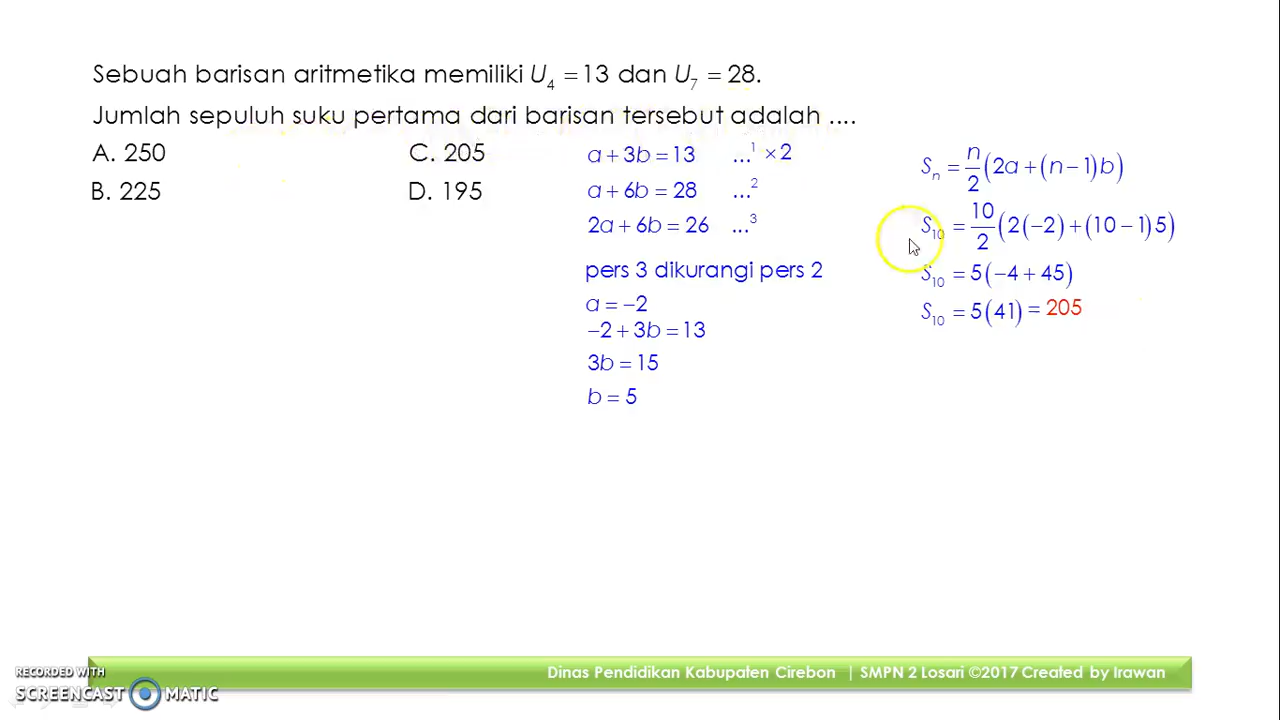 Sebuah barisan aritmetika memiliki U₄ = 13 dan U₇ = 28.
Jumlah sepuluh suku pertama dari barisan tersebut adalah ....
A. 250
C. 205
B. 225
D. 195
a + 3b = 13 ...¹ × 2
a + 6b = 28 ...²
2a + 6b = 26 ...³
pers 3 dikurangi pers 2
a = −2
−2 + 3b = 13
3b = 15
b = 5
Sₙ = n/2 (2a + (n − 1) b)
S₁₀ = 10/2 (2(−2) + (10 − 1) 5)
S₁₀ = 5(−4 + 45)
S₁₀ = 5(41) = 205
Dinas Pendidikan Kabupaten Cirebon | SMPN 2 Losari ©2017 Created by Irawan
RECORDED WITH
SCREENCAST MATIC